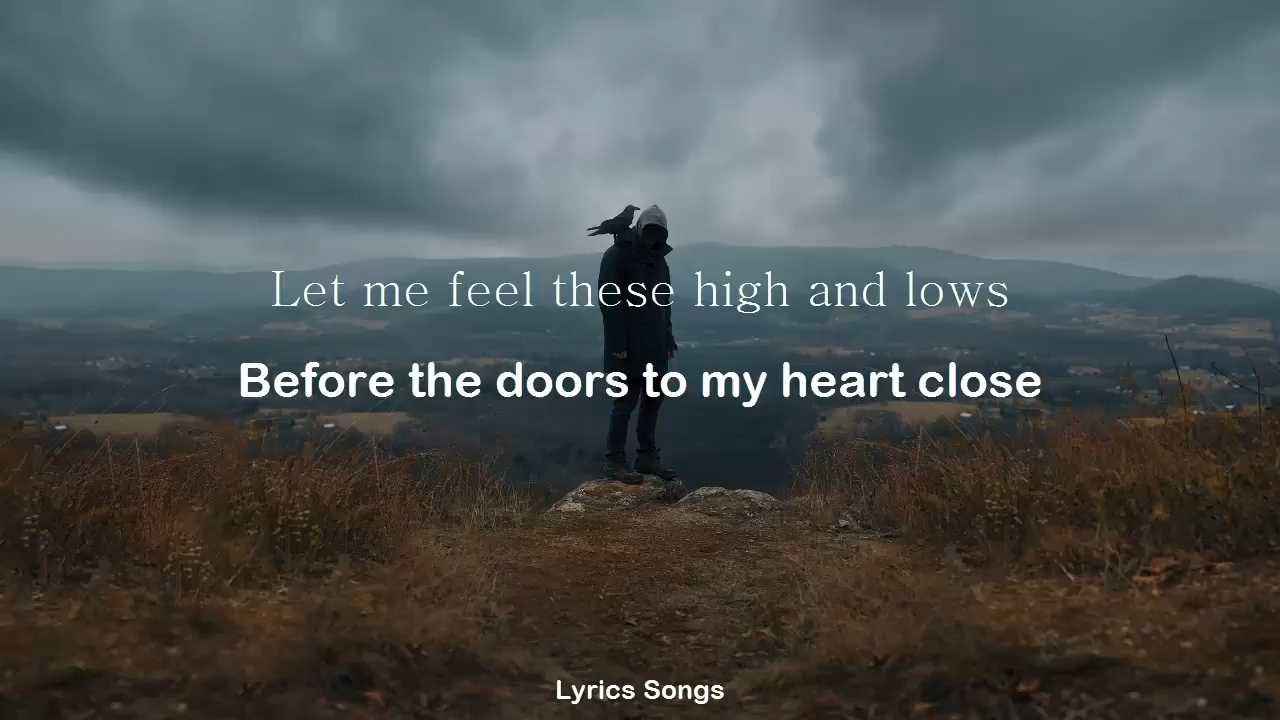 Let me feel these high and lows
Before the doors to my heart close
Lyrics Songs